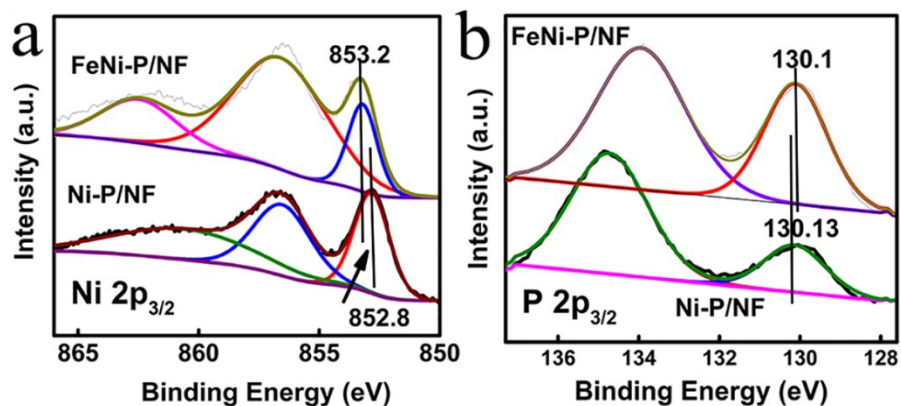 a
FeNi-P/NF
853.2
Ni-P/NF
Ni 2p3/2
852.8
Intensity (a.u.)
865 860 855 850
Binding Energy (eV)
b
FeNi-P/NF
130.1
130.13
Ni-P/NF
P 2p3/2
Intensity (a.u.)
136 134 132 130 128
Binding Energy (eV)